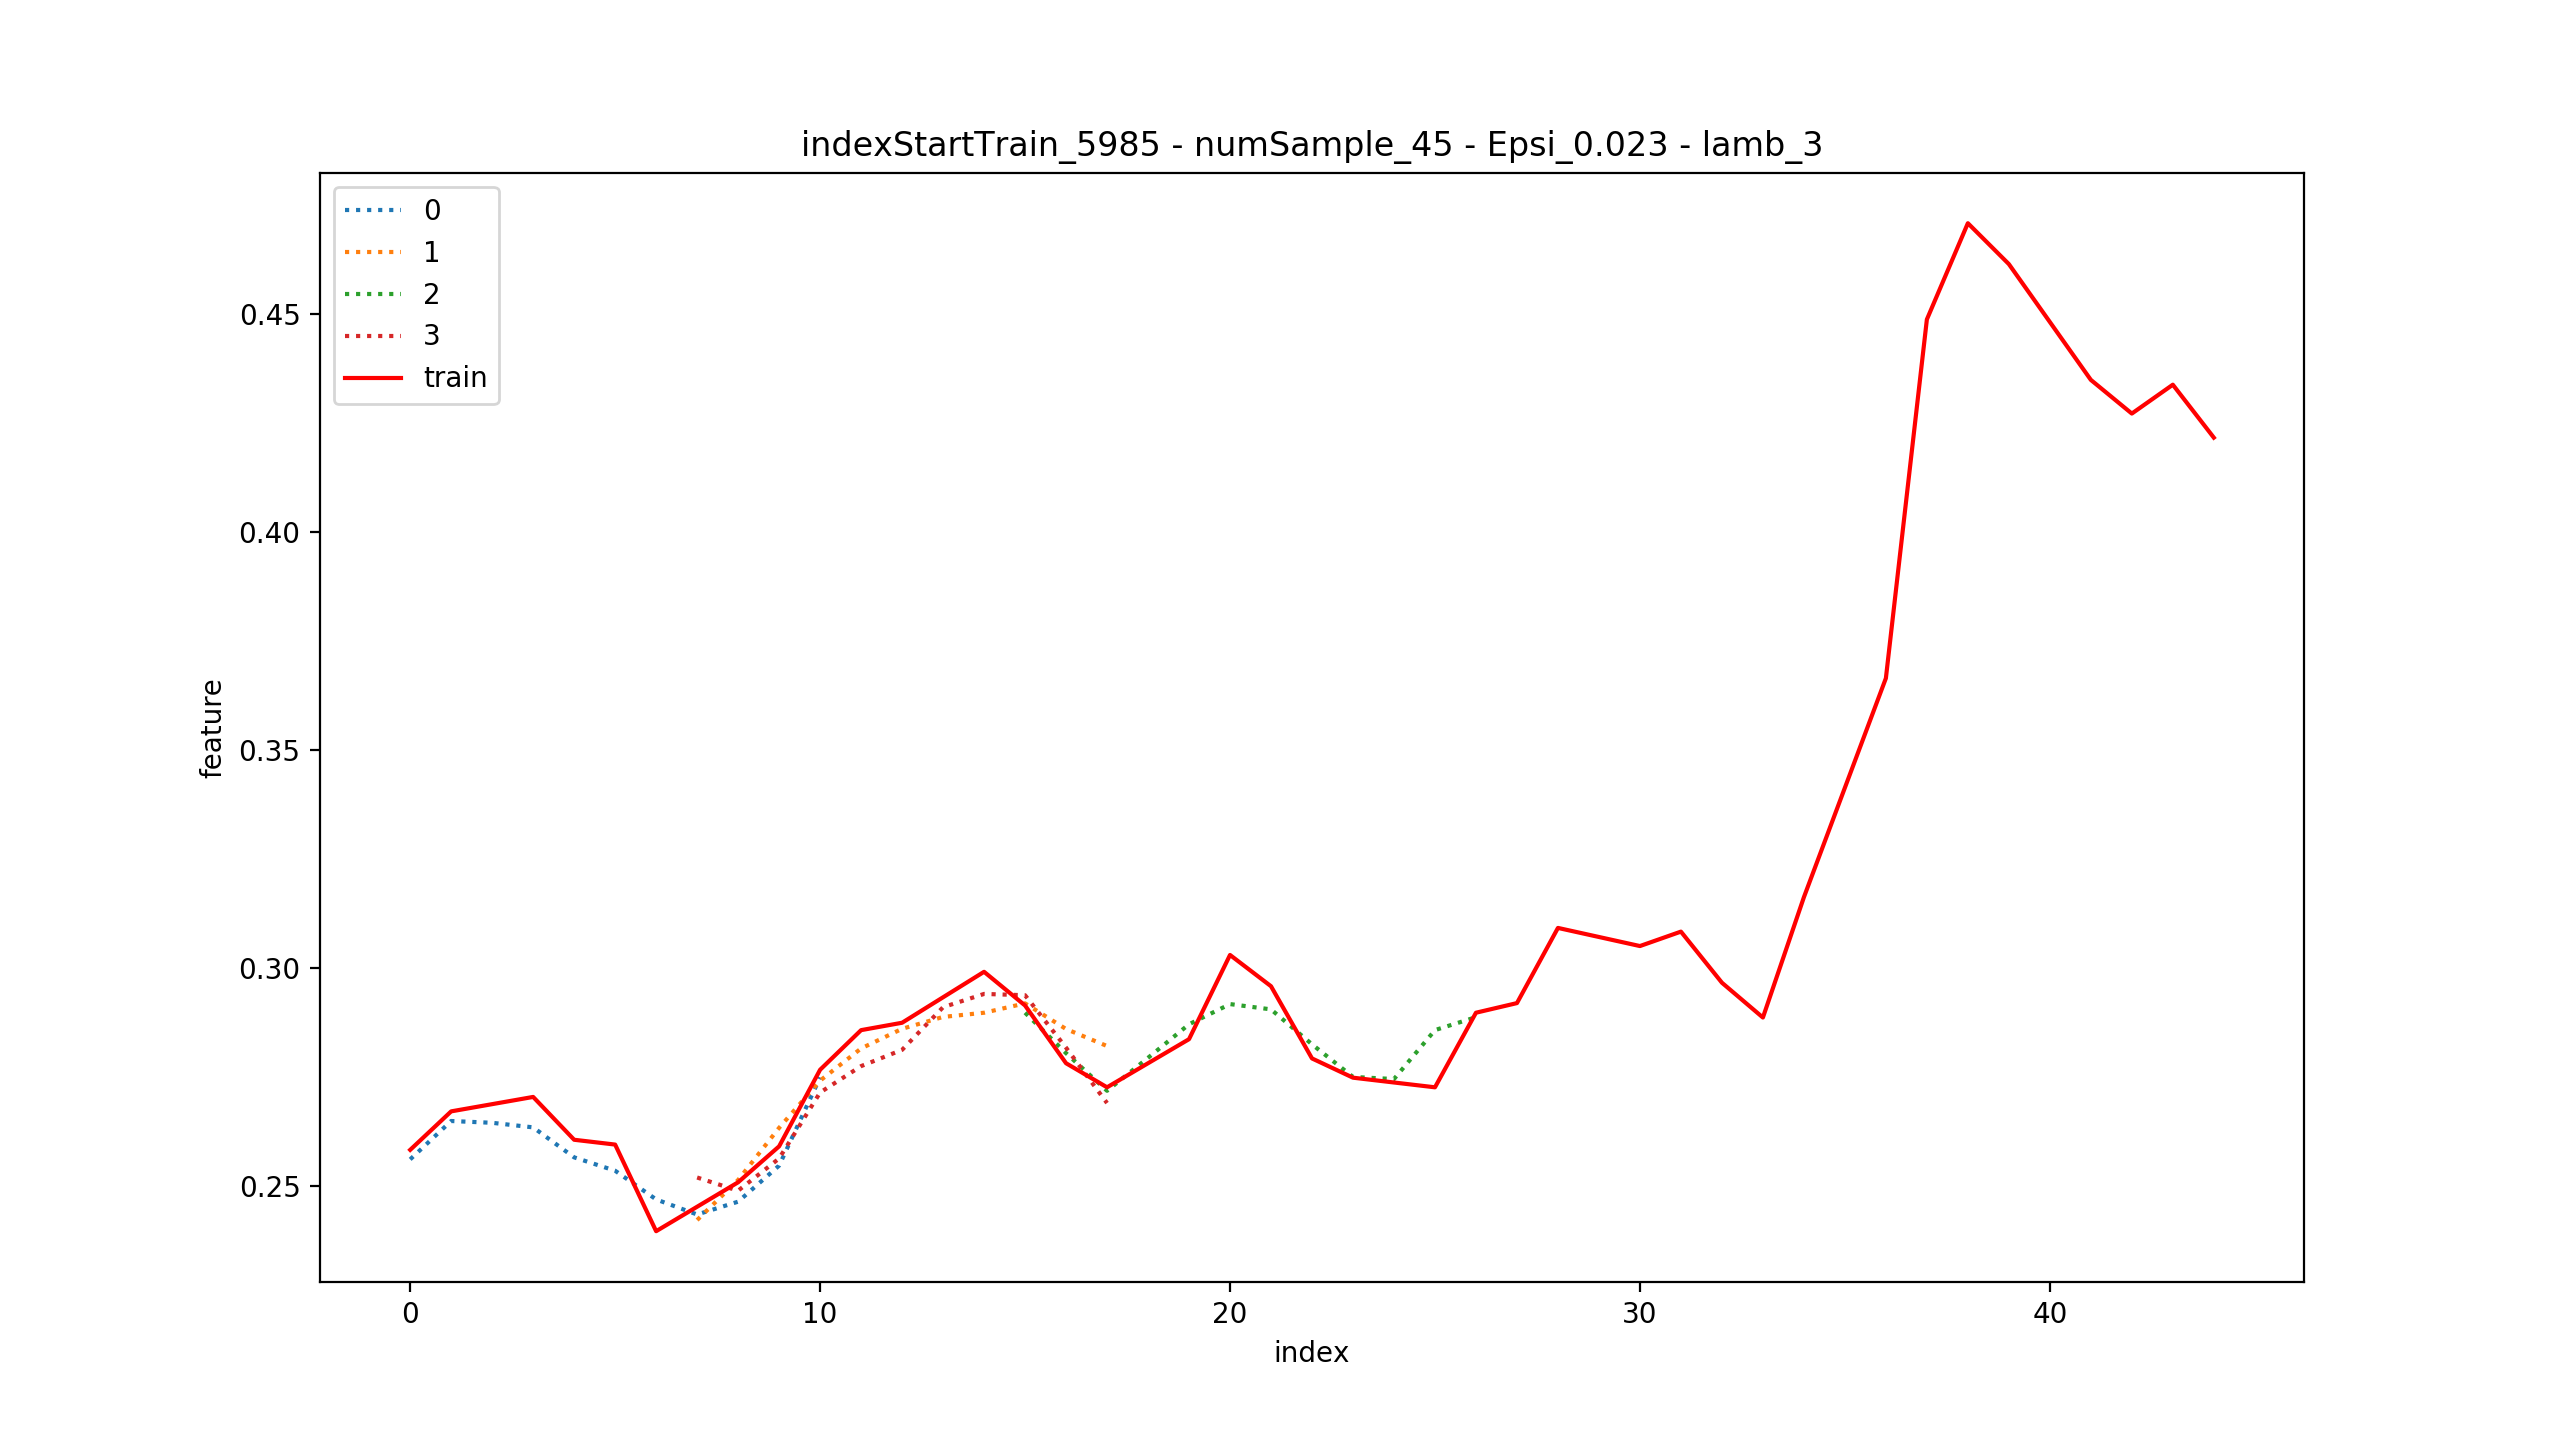 indexStartTrain_5985 - numSample_45 - Epsi_0.023 - lamb_3
0
1
2
3
train
feature
0.45
0.40
0.35
0.30
0.25
0 10 20 30 40
index